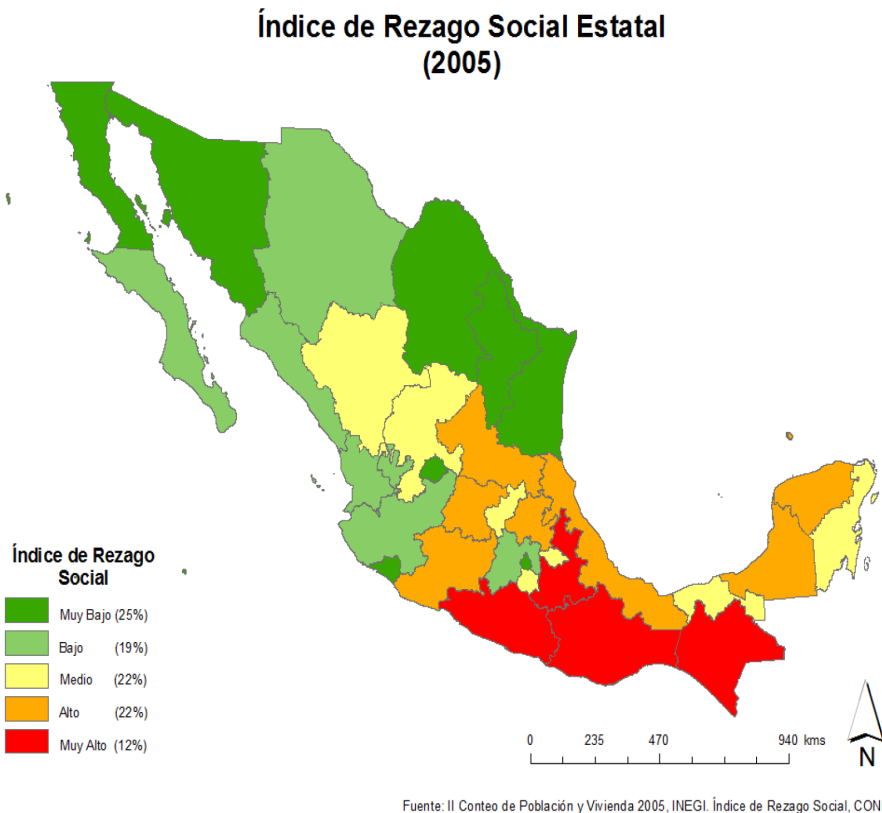 Índice de Rezago Social Estatal
(2005)
Índice de Rezago
Social
Muy Bajo (25%)
Bajo (19%)
Medio (22%)
Alto (22%)
Muy Alto (12%)
0 235 470 940 kms
N
Fuente: II Conteo de Población y Vivienda 2005, INEGI. Índice de Rezago Social, CON